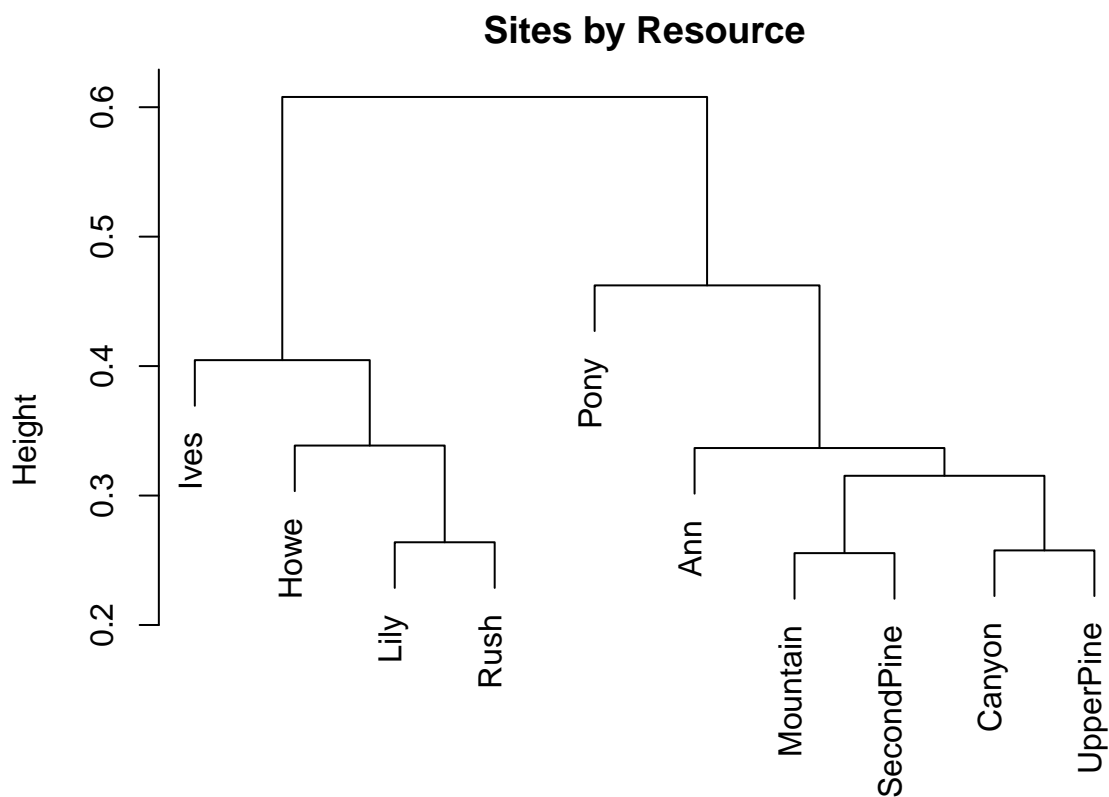 Sites by Resource
0.6
0.5
0.4
0.3
0.2
Height
Ives
Howe
Lily
Rush
Pony
Ann
Mountain
SecondPine
Canyon
UpperPine